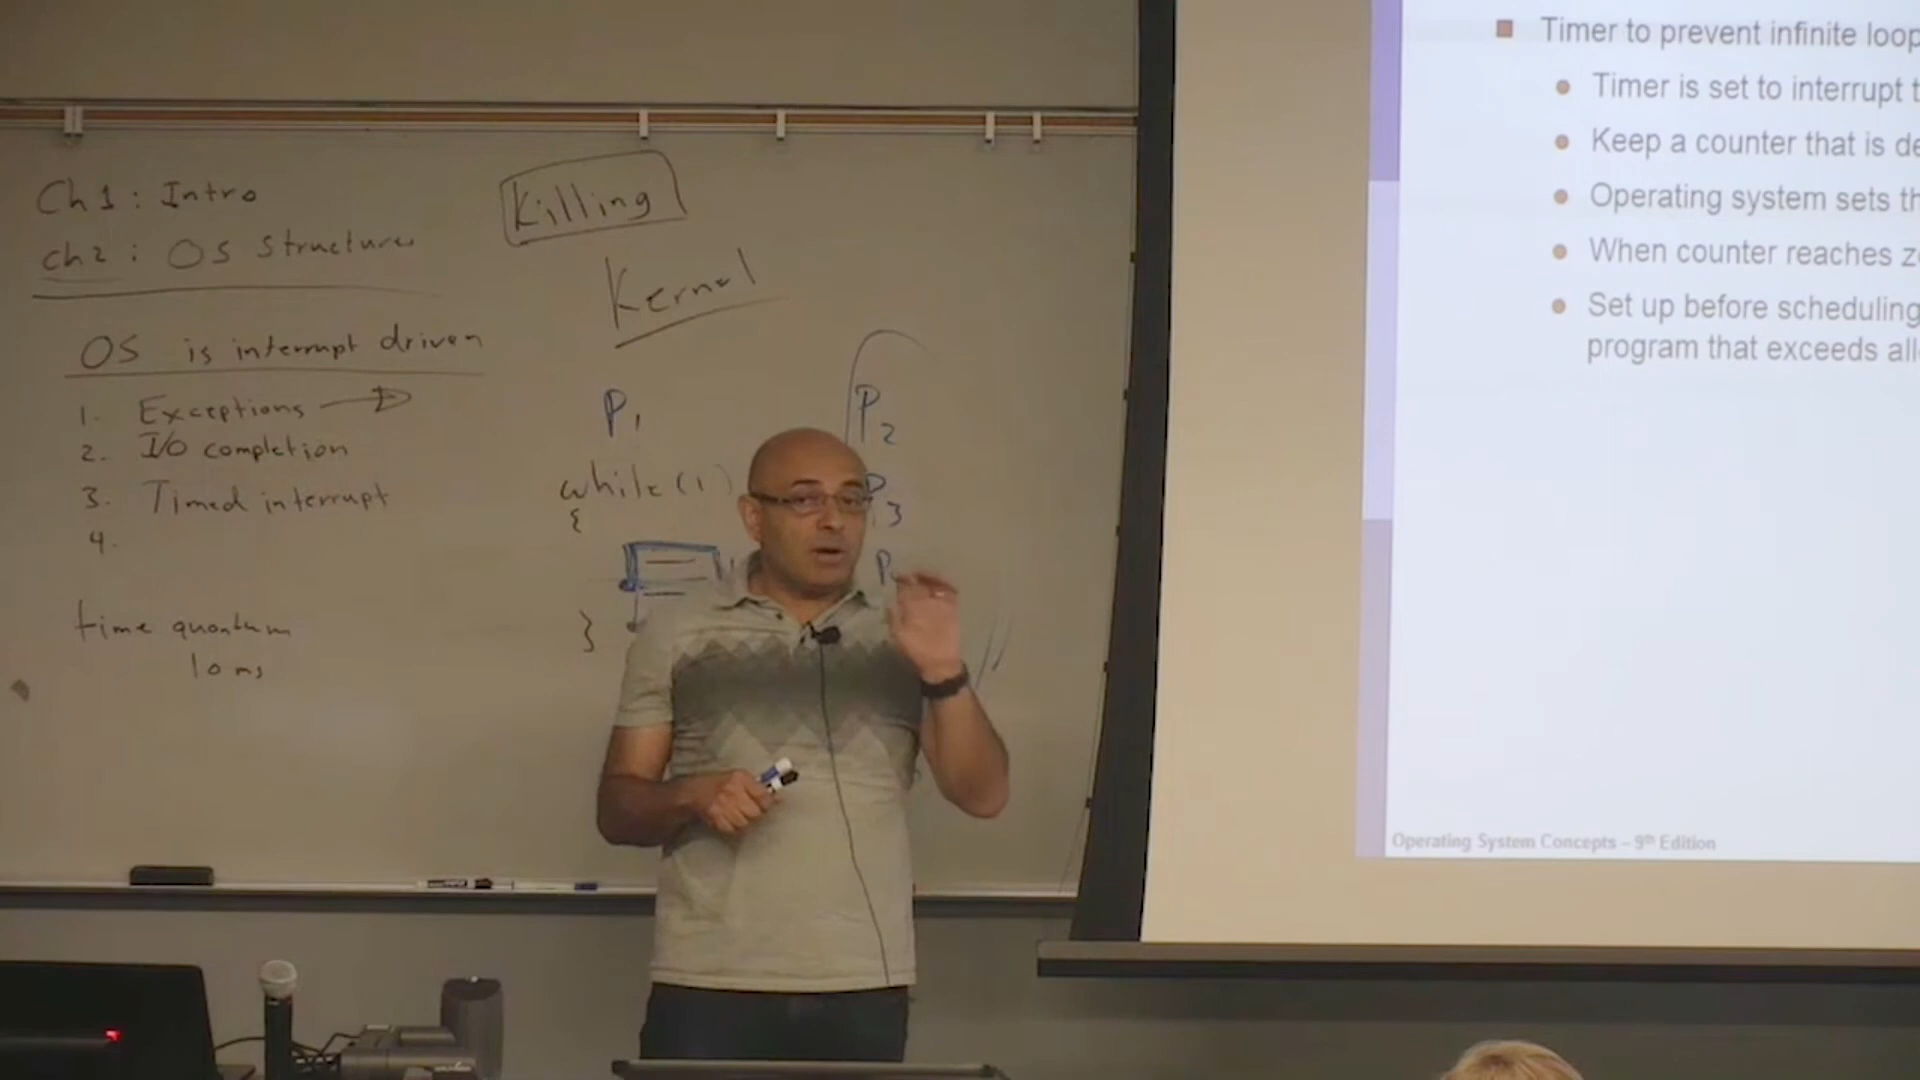 Ch1 : Intro
Ch2 : OS Structures
OS is interrupt driven
1. Exceptions
2. I/O completion
3. Timed interrupt
4.
time quantum
10 ms
Killing
Kernel
P1
while (1)
{
}
P2
P3
P
Timer to prevent infinite loop
Timer is set to interrupt t
Keep a counter that is de
Operating system sets th
When counter reaches ze
Set up before scheduling
program that exceeds all
Operating System Concepts – 9th Edition